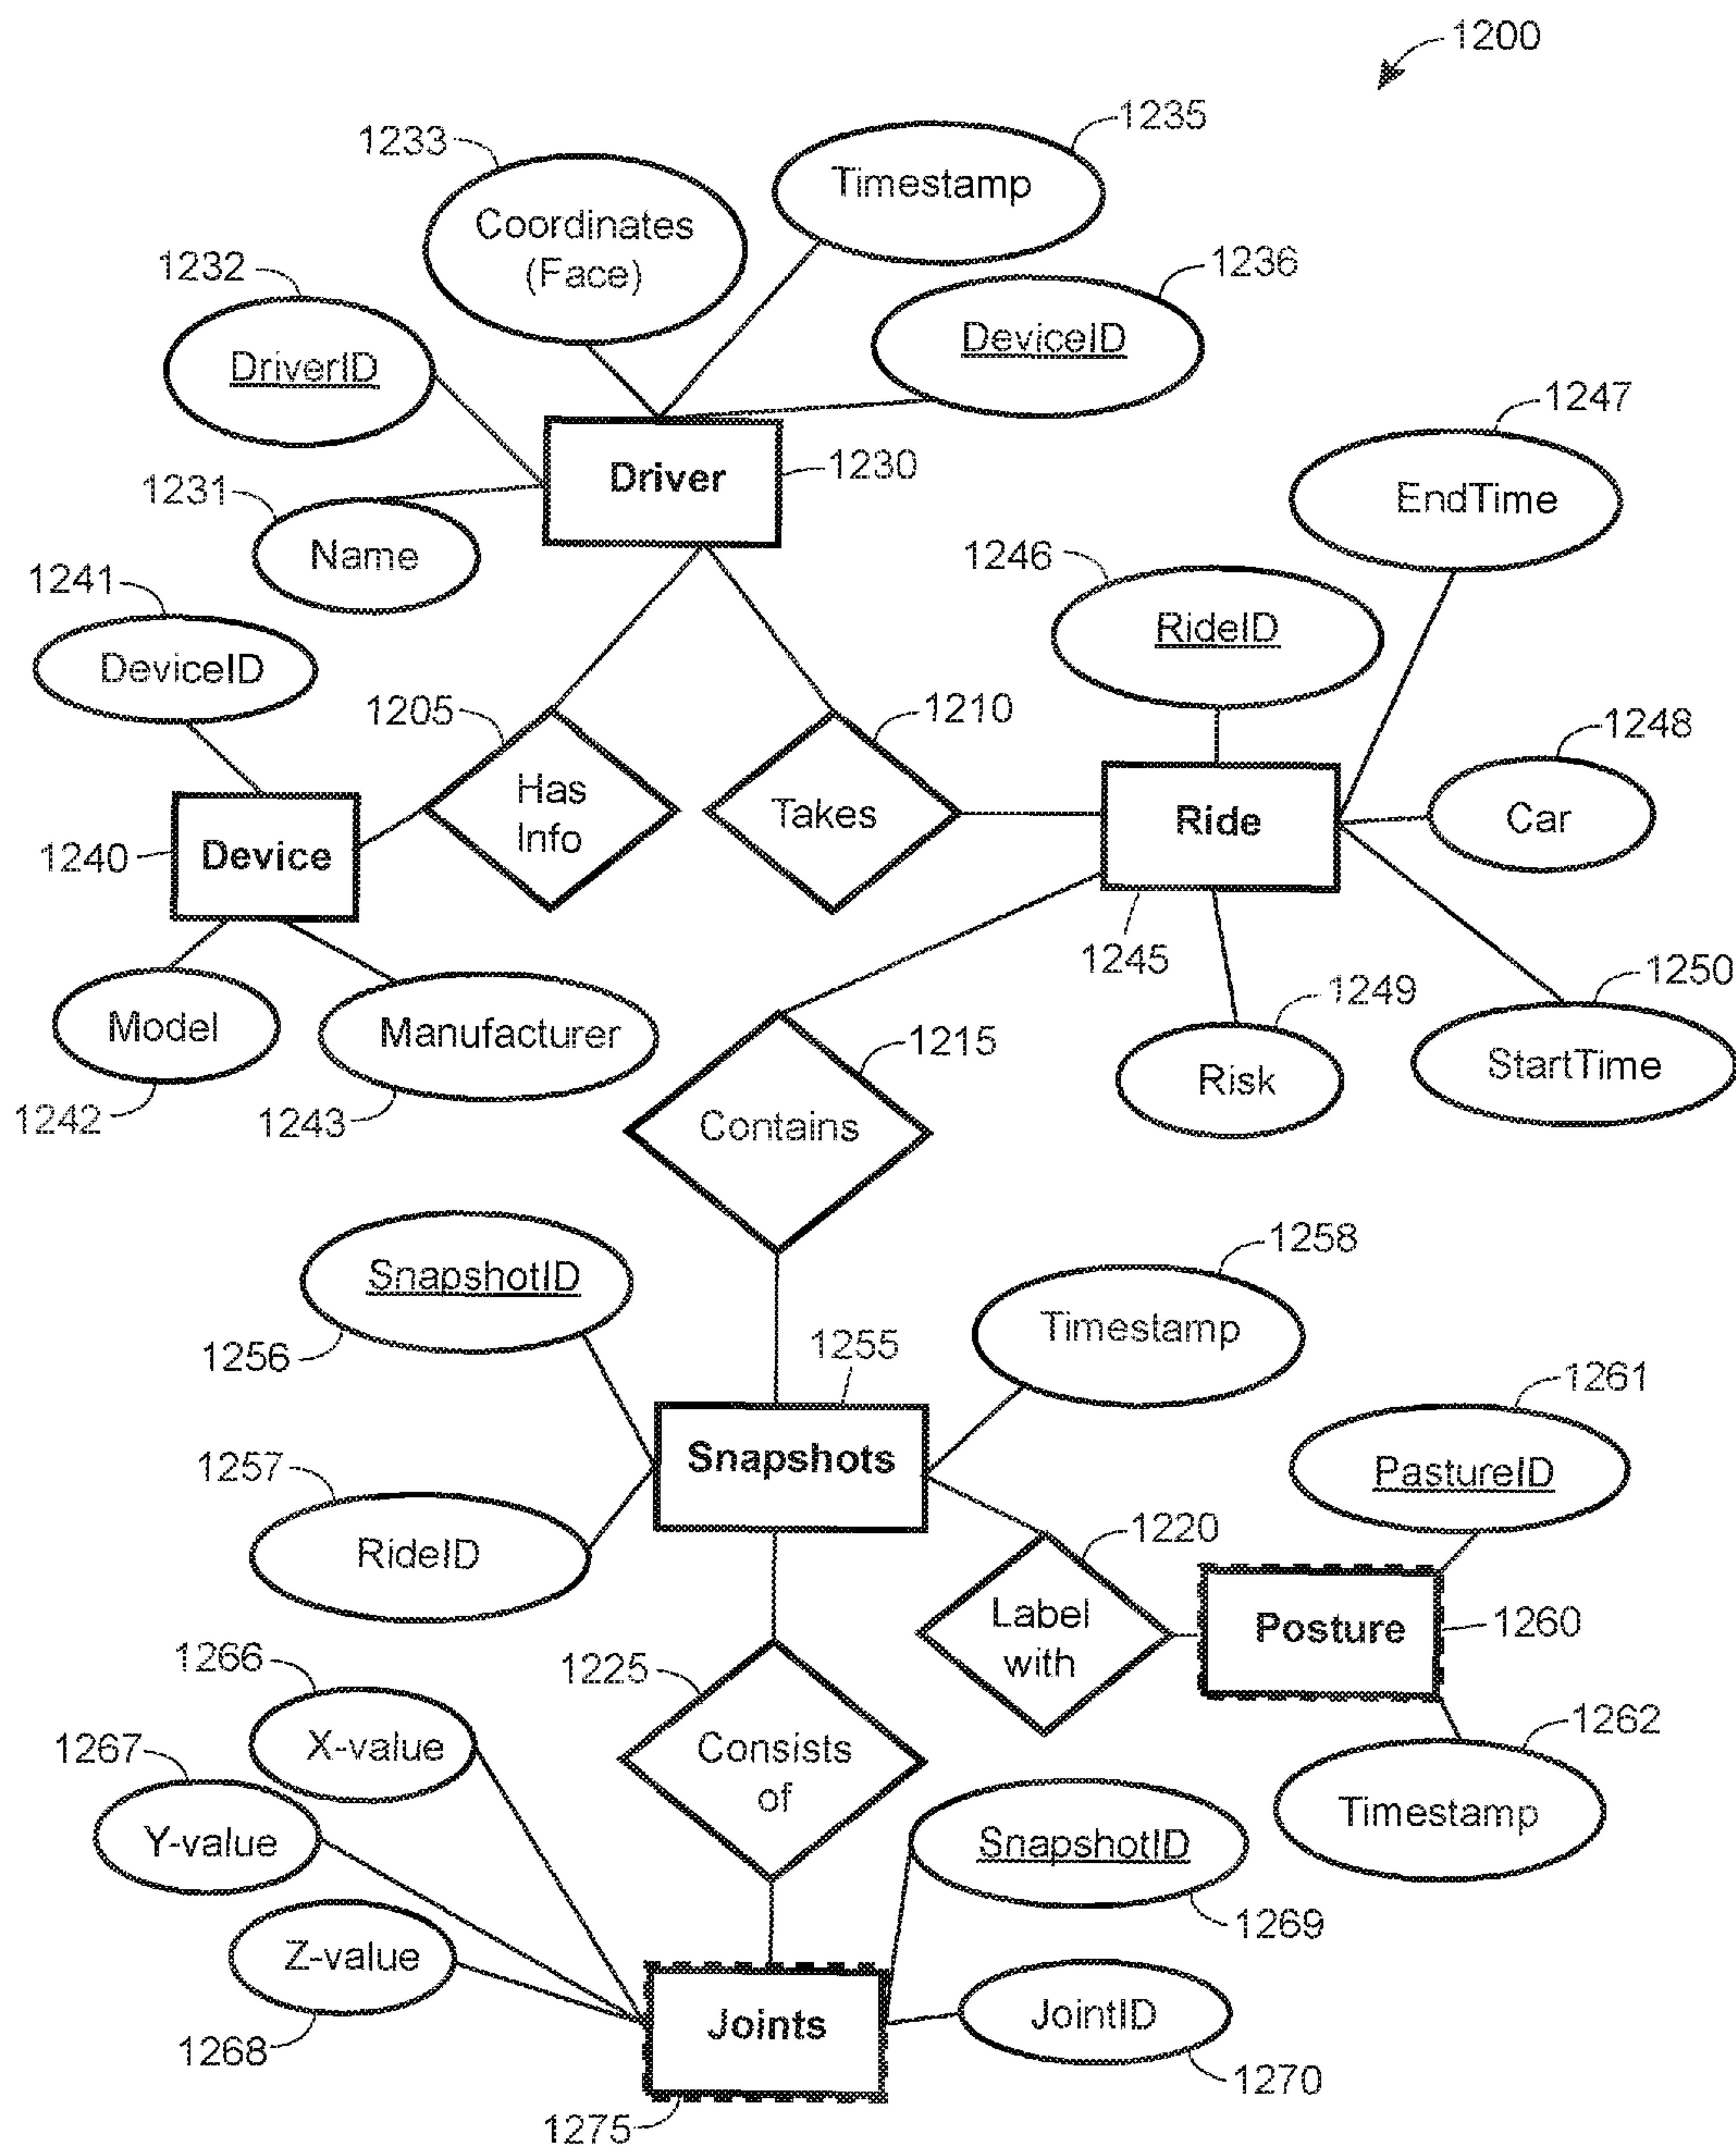 1200
1235
1233
Timestamp
Coordinates
(Face)
1232
1236
DeviceID
DriverID
1247
Driver
1230
1231
EndTime
Name
1246
1241
RideID
DeviceID
1205
1210
1248
Has
Info
Takes
Ride
Car
1240
Device
1245
1250
1249
Model
Manufacturer
1215
StartTime
Risk
1242
1243
Contains
1258
SnapshotID
Timestamp
1256
1255
1261
Snapshots
1257
PastureID
1220
RideID
Label
with
Posture
1260
1266
1225
1262
X-value
1267
Consists
of
Timestamp
Y-value
SnapshotID
1269
Z-value
Joints
JointID
1268
1270
1275